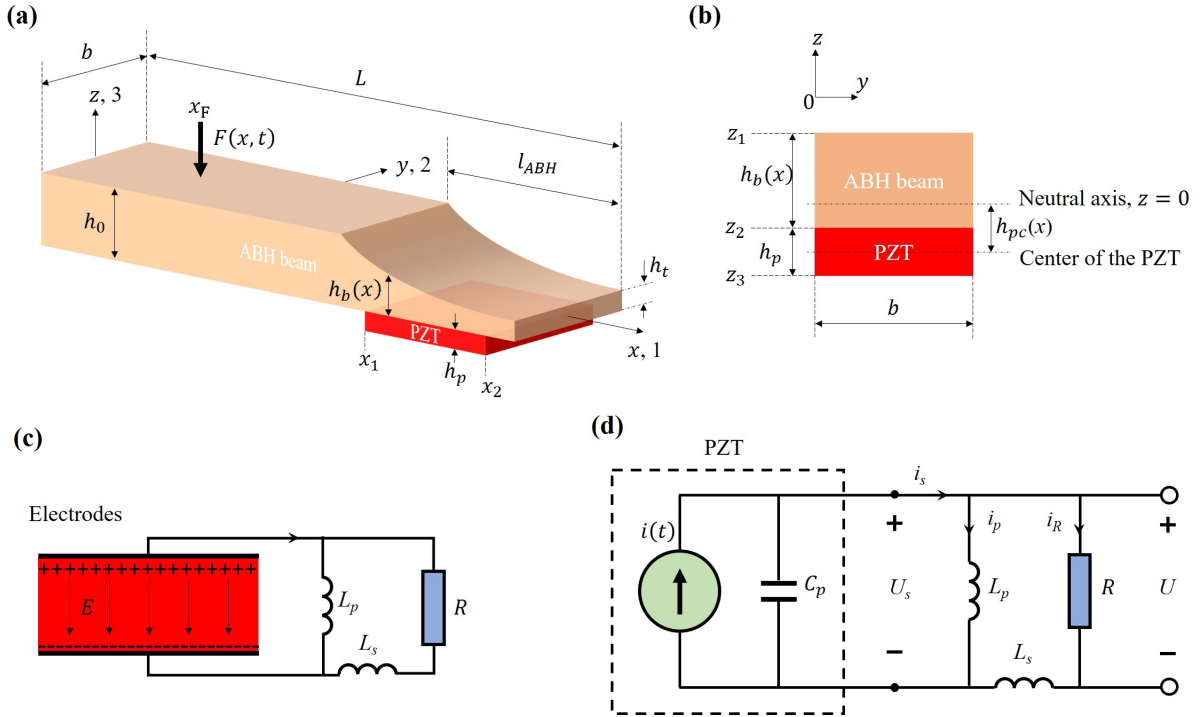 (a)
b
L
z, 3
x_F
F(x, t)
y, 2
l_ABH
h_0
ABH beam
h_b(x)
h_t
PZT
x, 1
x_1
h_p
x_2
(b)
z
0
y
z_1
h_b(x)
ABH beam
Neutral axis, z = 0
z_2
h_pc(x)
h_p
PZT
Center of the PZT
z_3
b
(c)
Electrodes
+ + + + + + + + + + + + + + + +
E
L_p
R
L_s
(d)
PZT
i_s
i(t)
+
i_p
i_R
+
C_p
U_s
L_p
R
U
L_s
−
−